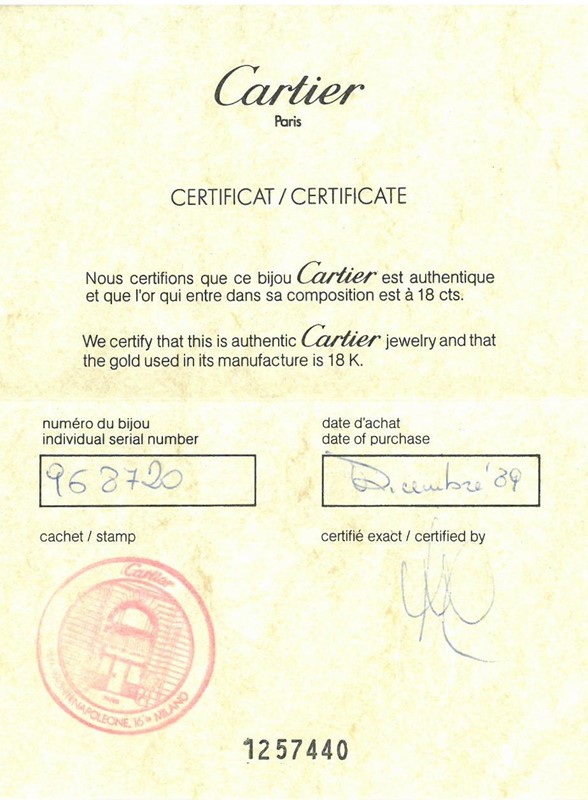 Cartier
Paris
CERTIFICAT / CERTIFICATE
Nous certifions que ce bijou Cartier est authentique
et que l'or qui entre dans sa composition est à 18 cts.
We certify that this is authentic Cartier jewelry and that
the gold used in its manufacture is 18 K.
numéro du bijou
individual serial number
date d'achat
date of purchase
968720
Dicembre '89
cachet / stamp
certifié exact / certified by
Cartier
NAPOLEONE, 16 MILANO
1257440